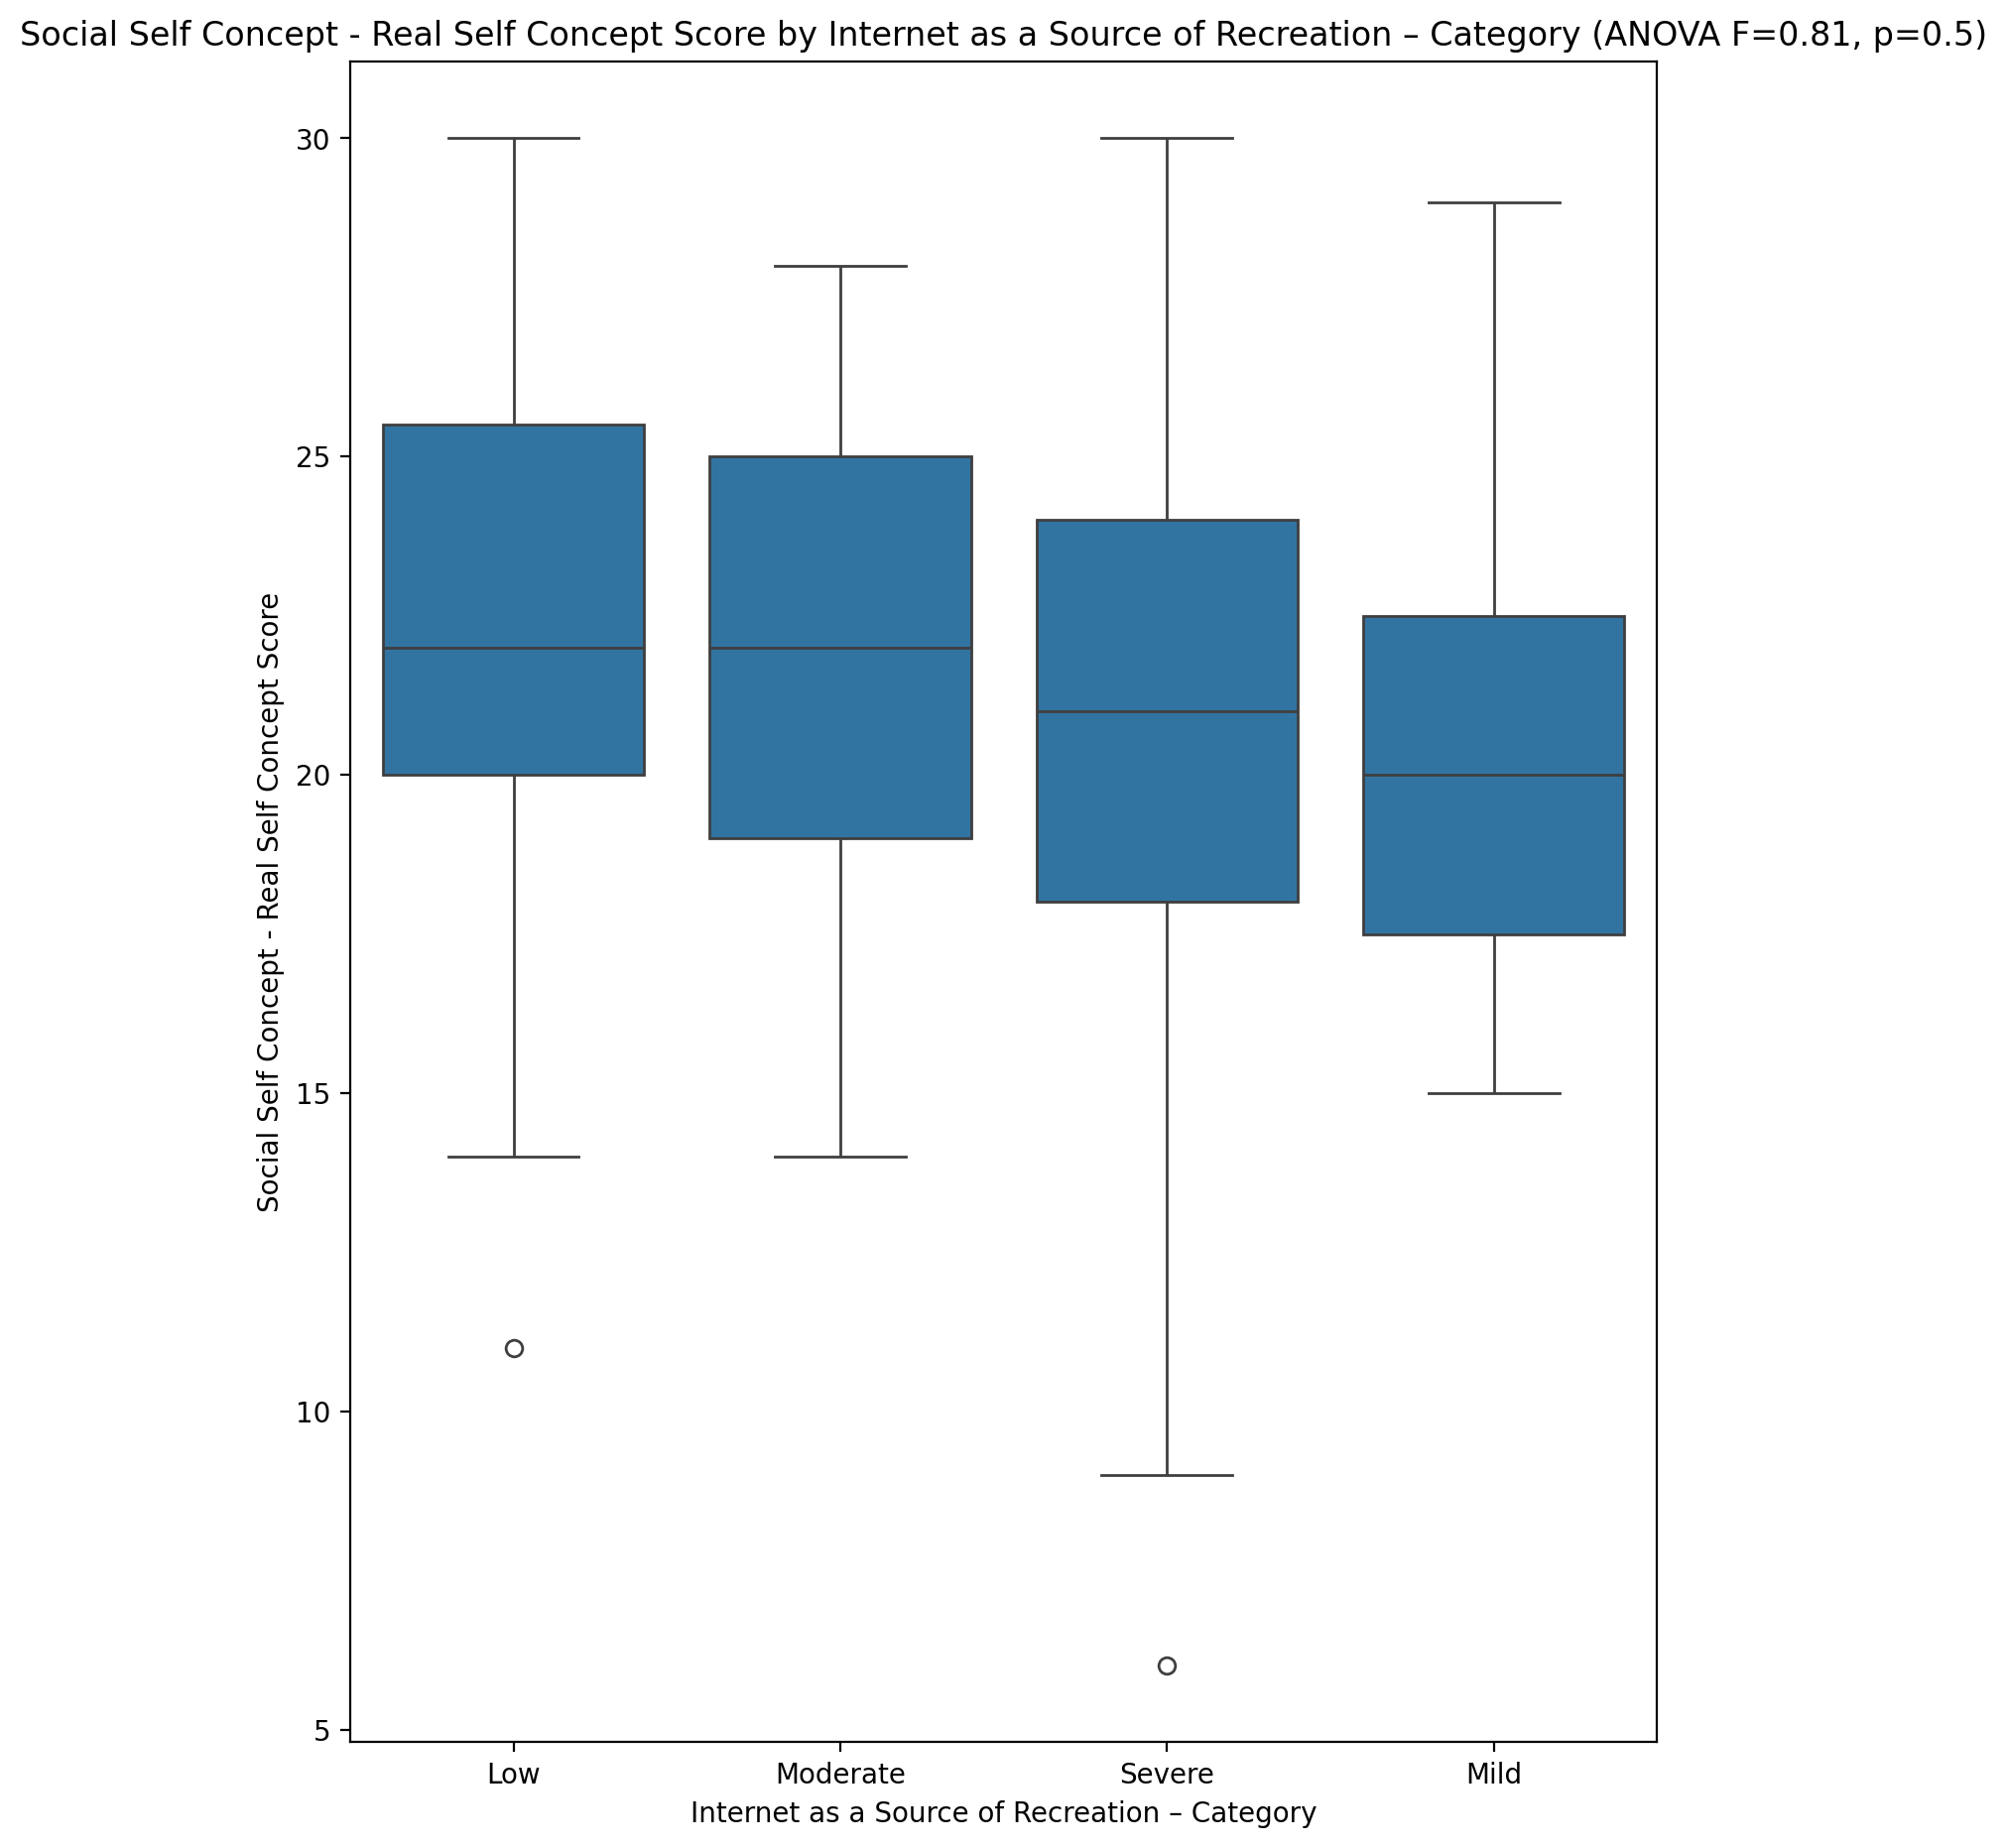 Social Self Concept - Real Self Concept Score by Internet as a Source of Recreation – Category (ANOVA F=0.81, p=0.5)
Social Self Concept - Real Self Concept Score
30
25
20
15
10
5
Low Moderate Severe Mild
Internet as a Source of Recreation – Category